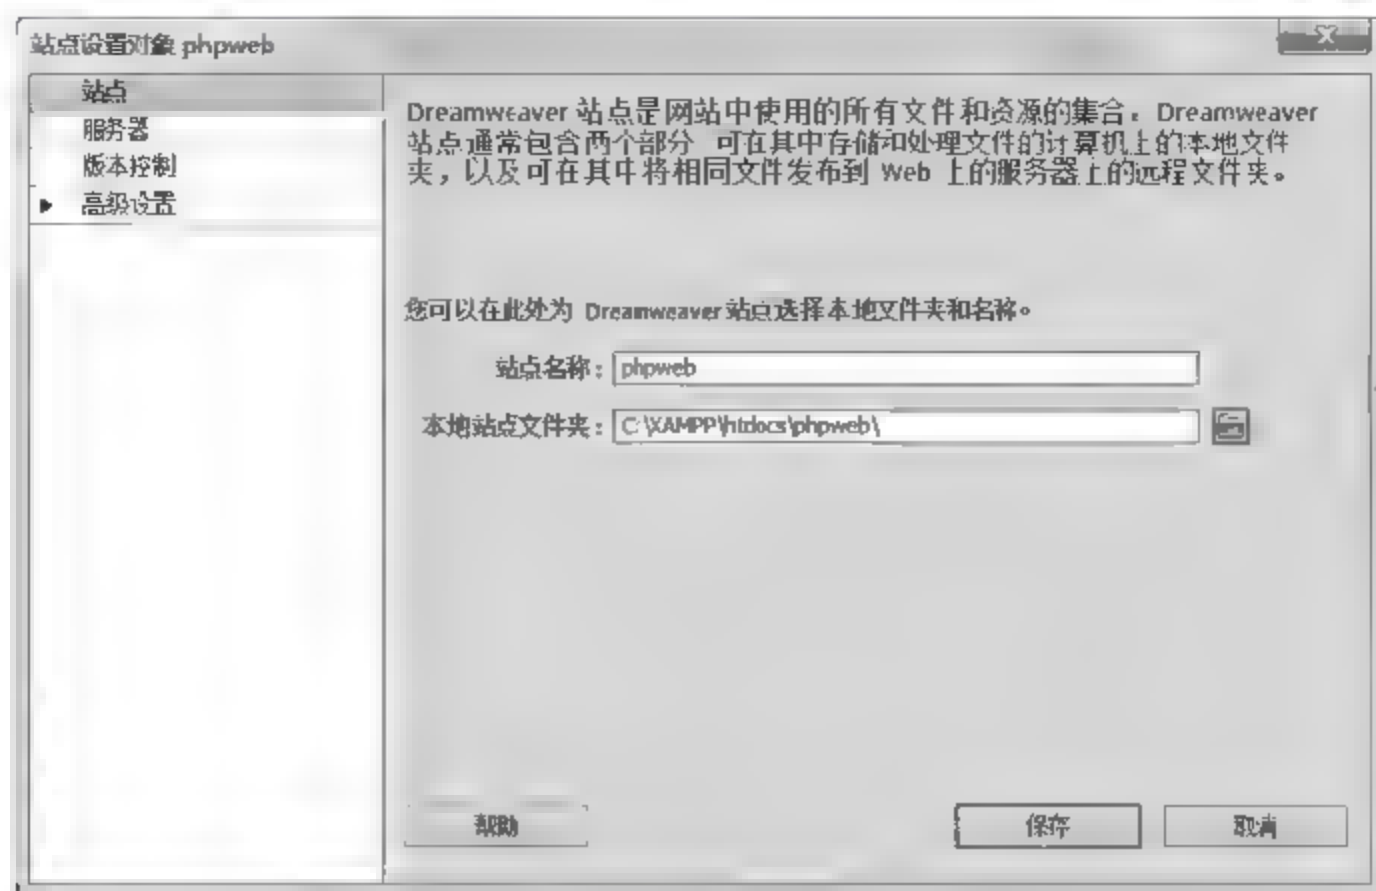 站点设置对象 phpweb
站点
服务器
版本控制
高级设置
Dreamweaver 站点是网站中使用的所有文件和资源的集合。Dreamweaver
站点通常包含两个部分 可在其中存储和处理文件的计算机上的本地文件
夹，以及可在其中将相同文件发布到 Web 上的服务器上的远程文件夹。
您可以在此处为 Dreamweaver 站点选择本地文件夹和名称。
站点名称：phpweb
本地站点文件夹：C:\XAMPP\htdocs\phpweb\
帮助
保存
取消